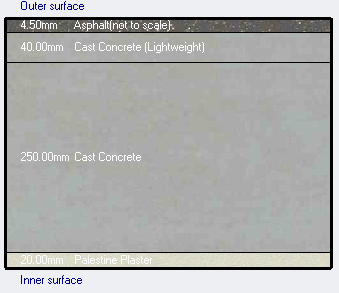 Outer surface
4.50mm Asphalt(not to scale)
40.00mm Cast Concrete (Lightweight)
250.00mm Cast Concrete
20.00mm Palestine Plaster
Inner surface